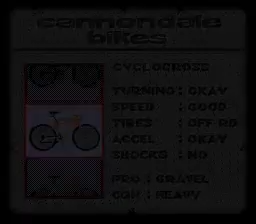 cannondale
bikes
CYCLOCROSS
TURNING: OKAY
SPEED : GOOD
TIRES : OFF-RD
ACCEL : OKAY
SHOCKS: NO
PRO: GRAVEL
CON: HEAVY